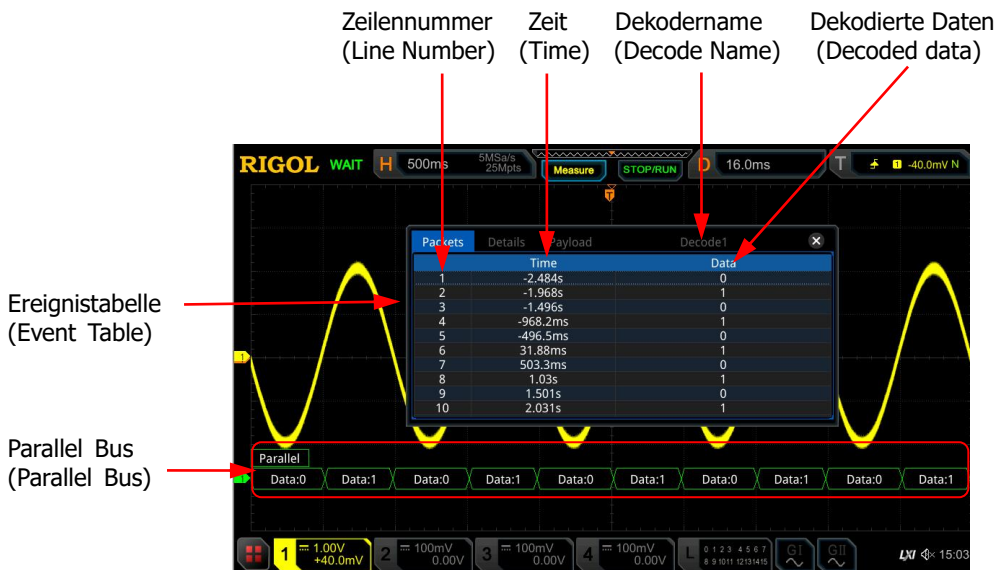 Zeilennummer
(Line Number)
Zeit
(Time)
Dekodername
(Decode Name)
Dekodierte Daten
(Decoded data)
RIGOL WAIT H 500ms 5MSa/s 25Mpts Measure STOP/RUN D 16.0ms T 1 -40.0mV N
T
Packets Details Payload Decode1
Time Data
1 -2.484s 0
2 -1.968s 1
3 -1.496s 0
4 -968.2ms 1
5 -496.5ms 0
6 31.88ms 1
7 503.3ms 0
8 1.03s 1
9 1.501s 0
10 2.031s 1
Ereignistabelle
(Event Table)
1
Parallel Bus
(Parallel Bus)
Parallel
1 Data:0 Data:1 Data:0 Data:1 Data:0 Data:1 Data:0 Data:1 Data:0 Data:1
1 1.00V +40.0mV 2 100mV 0.00V 3 100mV 0.00V 4 100mV 0.00V L 0 1 2 3 4 5 6 7 8 9 1011 12131415 GI GII LXI 15:03